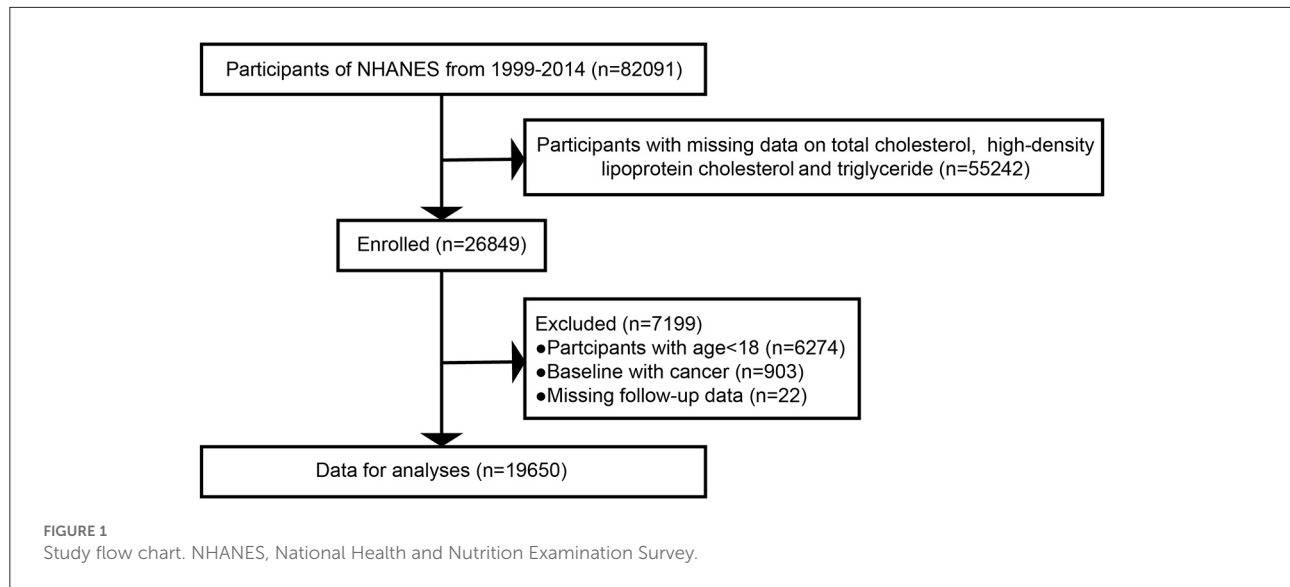 Participants of NHANES from 1999-2014 (n=82091)
Participants with missing data on total cholesterol, high-density
lipoprotein cholesterol and triglyceride (n=55242)
Enrolled (n=26849)
Excluded (n=7199)
●Partcipants with age<18 (n=6274)
●Baseline with cancer (n=903)
●Missing follow-up data (n=22)
Data for analyses (n=19650)
FIGURE 1
Study flow chart. NHANES, National Health and Nutrition Examination Survey.